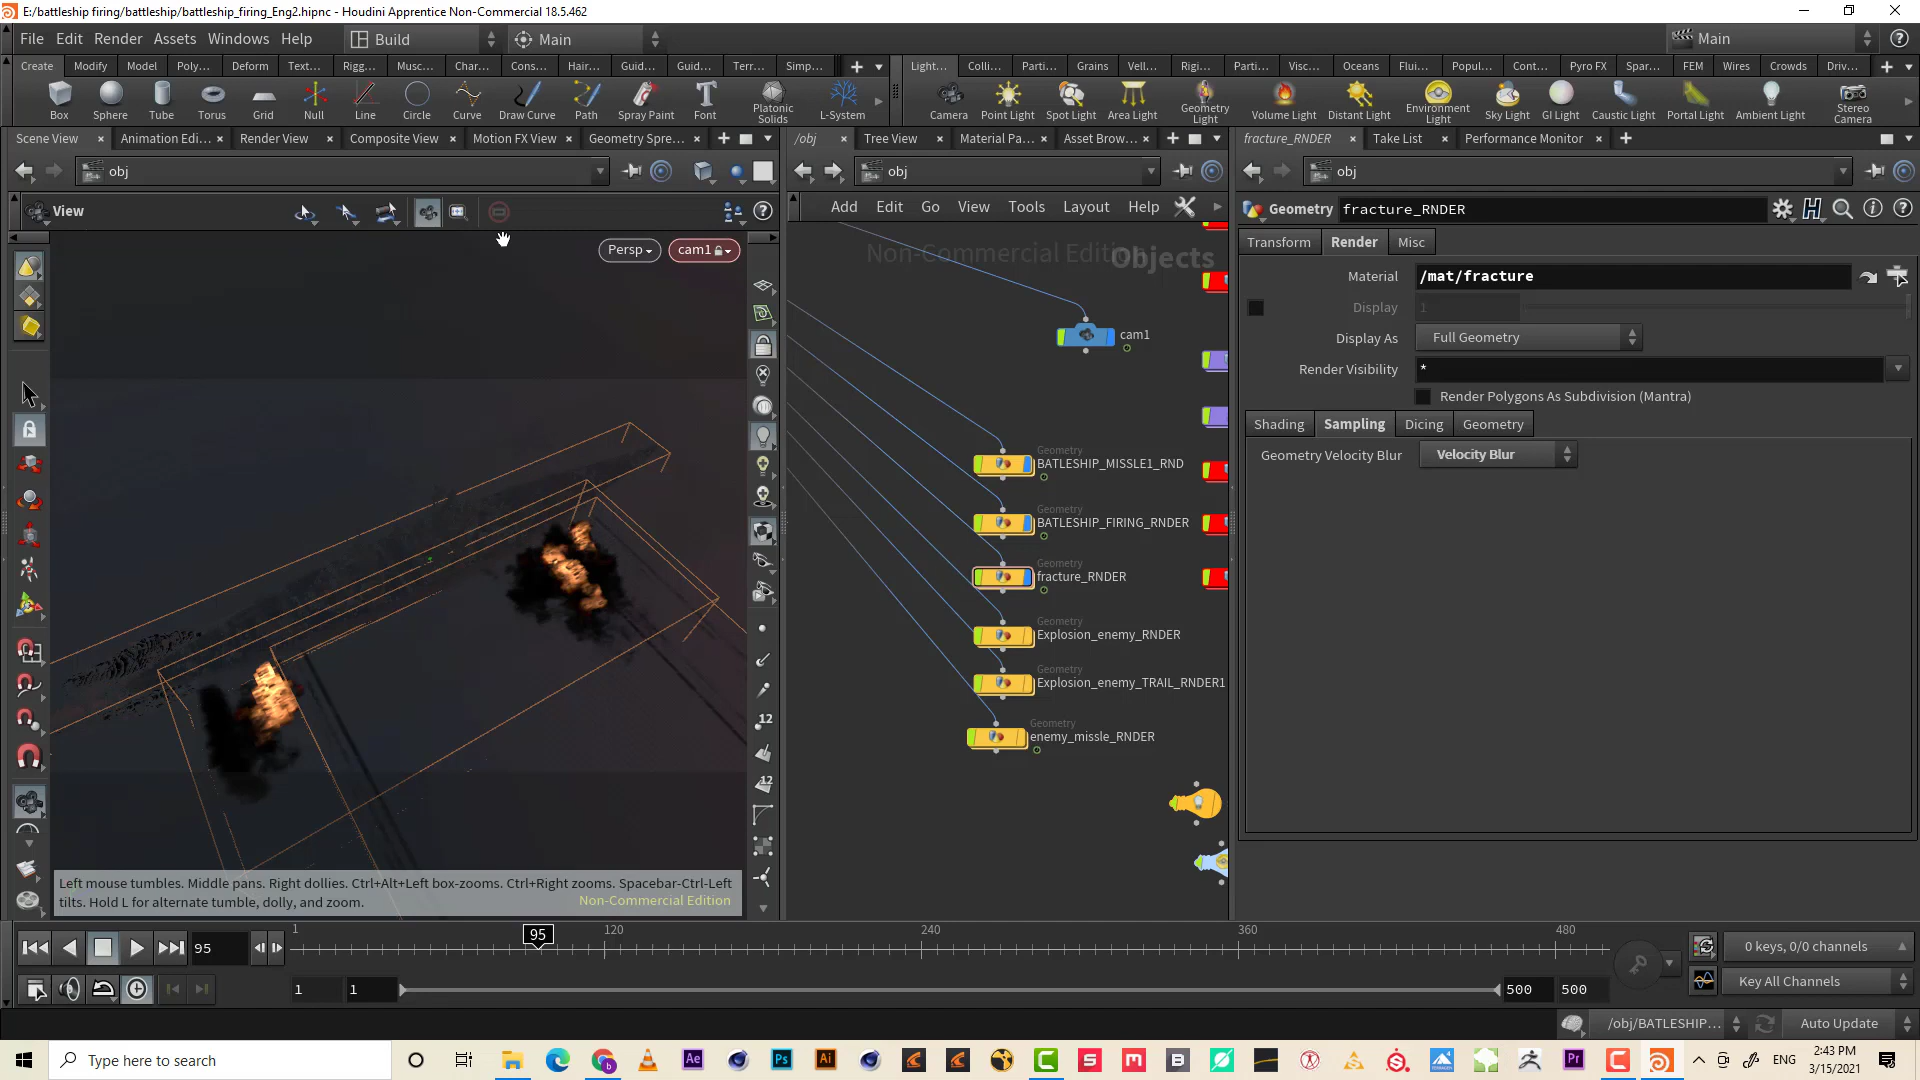 E:/battleship firing/battleship/battleship_firing_Eng2.hipnc - Houdini Apprentice Non-Commercial 18.5.462
File Edit Render Assets Windows Help Build Main Main
Create Modify Model Poly... Deform Text... Rigg... Musc... Char... Cons... Hair... Guid... Guid... Terr... Simp... Light... Colli... Parti... Grains Vell... Rigi... Parti... Visc... Oceans Flui... Popul... Cont... Pyro FX Spar... FEM Wires Crowds Driv...
Box Sphere Tube Torus Grid Null Line Circle Curve Draw Curve Path Spray Paint Font Platonic Solids L-System Camera Point Light Spot Light Area Light Geometry Light Volume Light Distant Light Environment Light Sky Light GI Light Caustic Light Portal Light Ambient Light Stereo Camera
Scene View Animation Edi... Render View Composite View Motion FX View Geometry Spre... /obj Tree View Material Pa... Asset Brow... fracture_RNDER Take List Performance Monitor
obj obj obj
View Add Edit Go View Tools Layout Help Geometry fracture_RNDER
Persp cam1 Non-Commercial Edition Objects
Transform Render Misc
Material /mat/fracture
Display 1
Display As Full Geometry
Render Visibility *
Render Polygons As Subdivision (Mantra)
Shading Sampling Dicing Geometry
Geometry Velocity Blur Velocity Blur
cam1
Geometry
BATLESHIP_MISSLE1_RND
Geometry
BATLESHIP_FIRING_RNDER
Geometry
fracture_RNDER
Geometry
Explosion_enemy_RNDER
Geometry
Explosion_enemy_TRAIL_RNDER1
Geometry
enemy_missle_RNDER
12
12
Left mouse tumbles. Middle pans. Right dollies. Ctrl+Alt+Left box-zooms. Ctrl+Right zooms. Spacebar-Ctrl-Left
tilts. Hold L for alternate tumble, dolly, and zoom. Non-Commercial Edition
95 1 95 120 240 360 480 0 keys, 0/0 channels
1 1 500 500 Key All Channels
/obj/BATLESHIP... Auto Update
Type here to search ENG 2:43 PM
3/15/2021